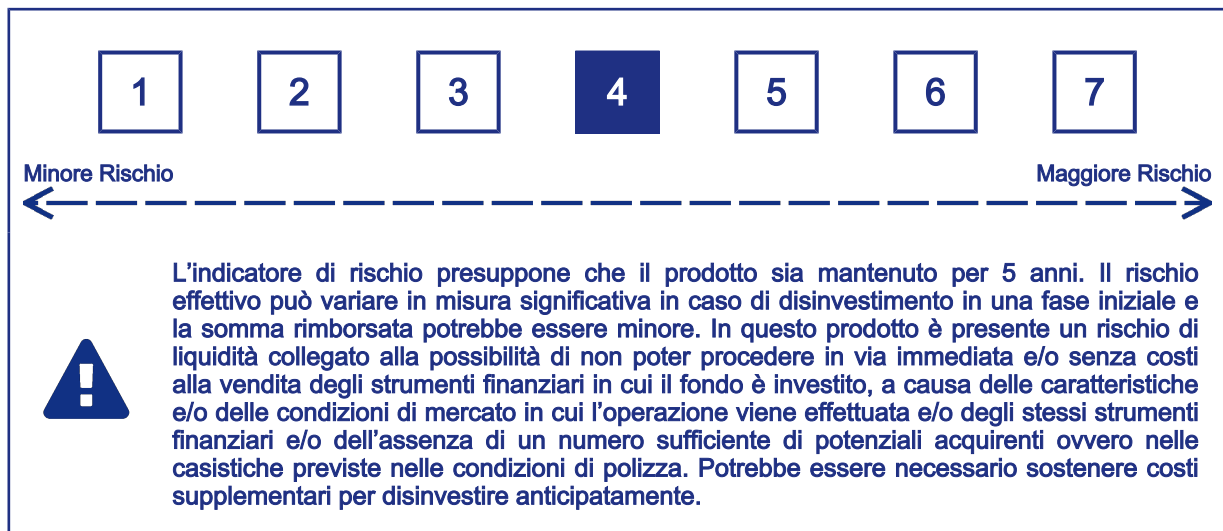 1 2 3 4 5 6 7
Minore Rischio Maggiore Rischio
L'indicatore di rischio presuppone che il prodotto sia mantenuto per 5 anni. Il rischio
effettivo può variare in misura significativa in caso di disinvestimento in una fase iniziale e
la somma rimborsata potrebbe essere minore. In questo prodotto è presente un rischio di
liquidità collegato alla possibilità di non poter procedere in via immediata e/o senza costi
alla vendita degli strumenti finanziari in cui il fondo è investito, a causa delle caratteristiche
e/o delle condizioni di mercato in cui l'operazione viene effettuata e/o degli stessi strumenti
finanziari e/o dell'assenza di un numero sufficiente di potenziali acquirenti ovvero nelle
casistiche previste nelle condizioni di polizza. Potrebbe essere necessario sostenere costi
supplementari per disinvestire anticipatamente.